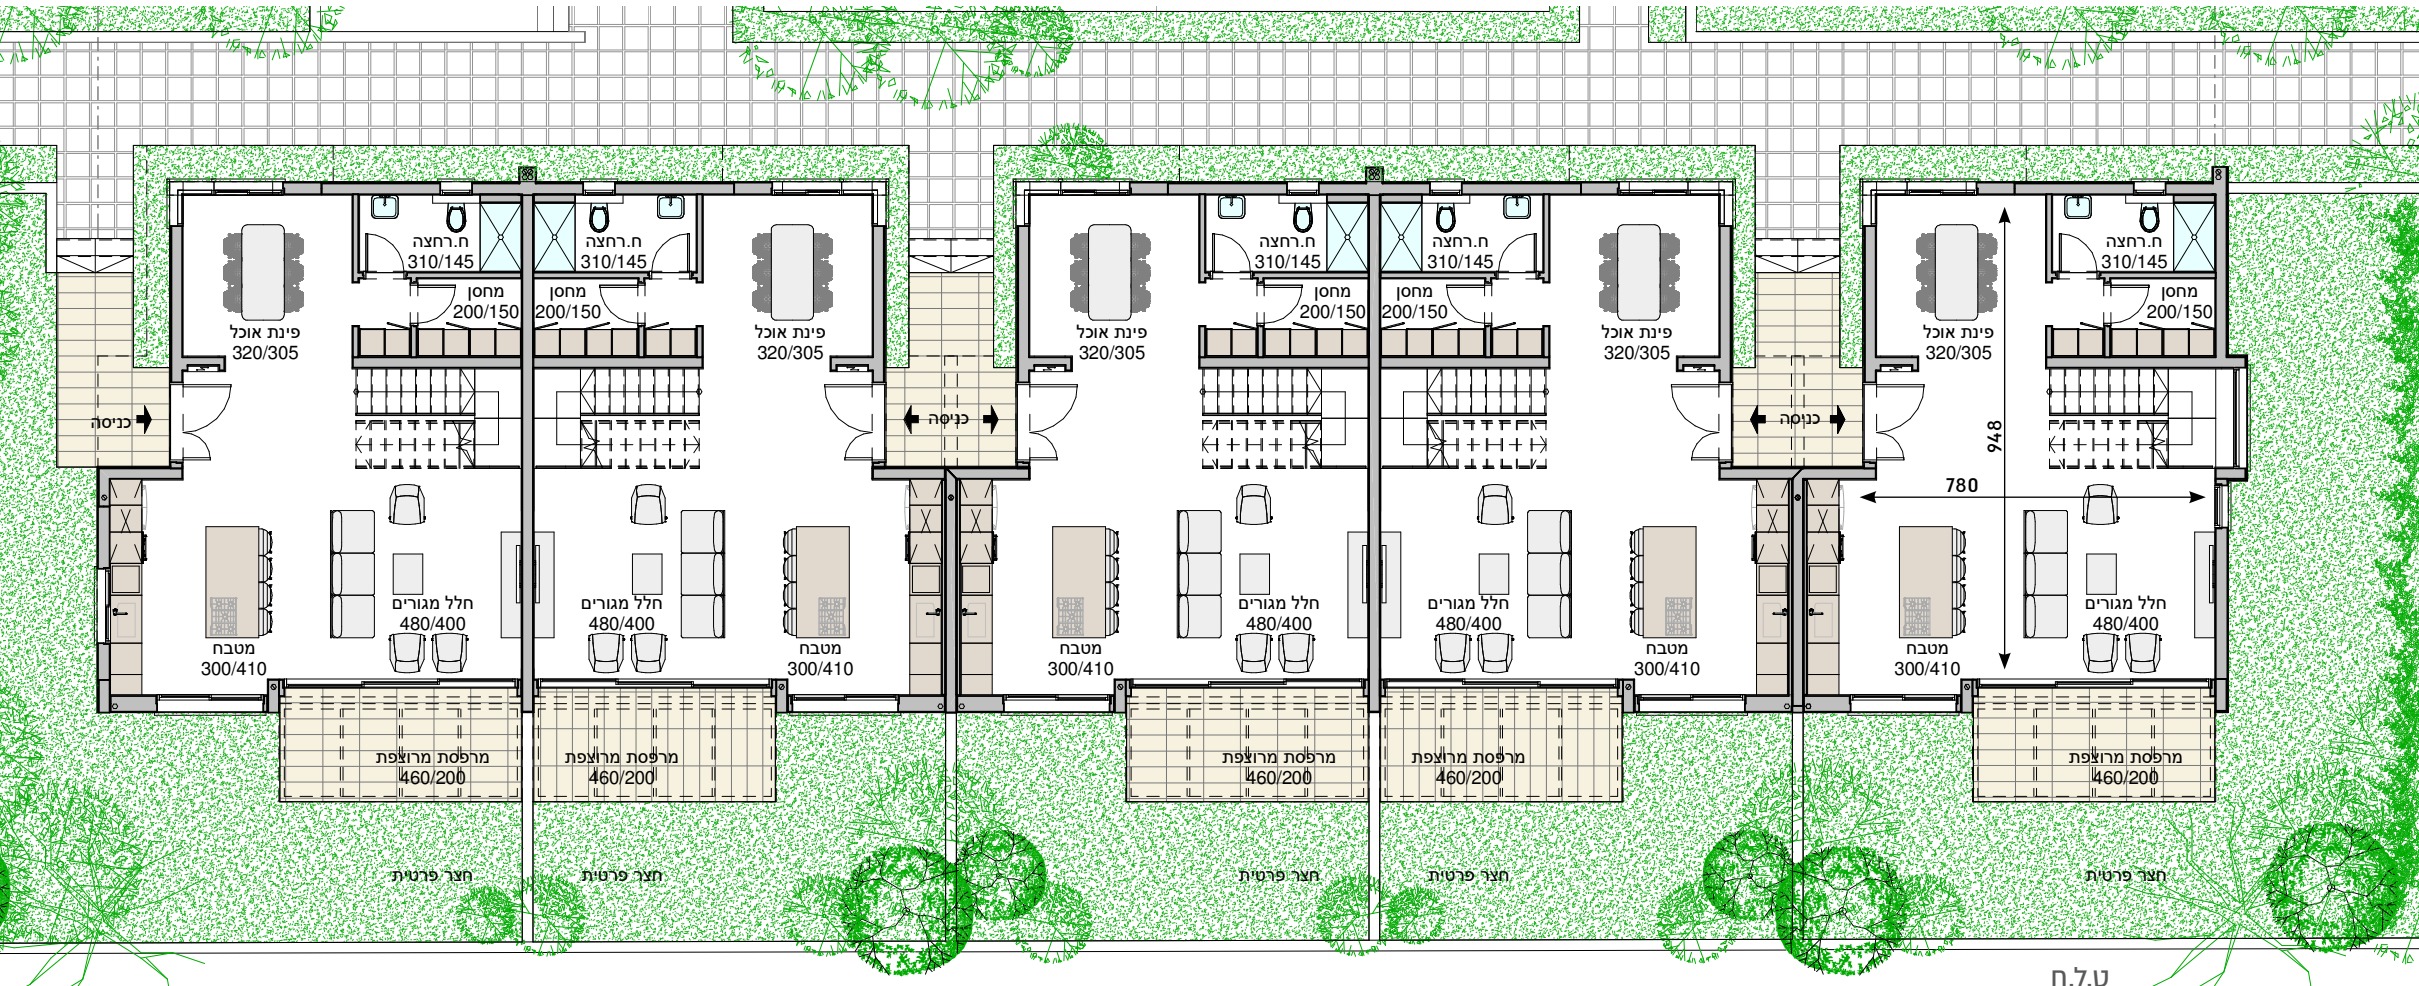 ח.רחצה
310/145
ח.רחצה
310/145
ח.רחצה
310/145
ח.רחצה
310/145
ח.רחצה
310/145
מחסן
200/150
מחסן
200/150
מחסן
200/150
מחסן
200/150
מחסן
200/150
פינת אוכל
320/305
פינת אוכל
320/305
פינת אוכל
320/305
פינת אוכל
320/305
פינת אוכל
320/305
כניסה
כניסה
כניסה
948
780
חלל מגורים
480/400
חלל מגורים
480/400
חלל מגורים
480/400
חלל מגורים
480/400
חלל מגורים
480/400
מטבח
300/410
מטבח
300/410
מטבח
300/410
מטבח
300/410
מטבח
300/410
מרפסת מרוצפת
460/200
מרפסת מרוצפת
460/200
מרפסת מרוצפת
460/200
מרפסת מרוצפת
460/200
מרפסת מרוצפת
460/200
חצר פרטית
חצר פרטית
חצר פרטית
חצר פרטית
חצר פרטית
ט.ל.ח